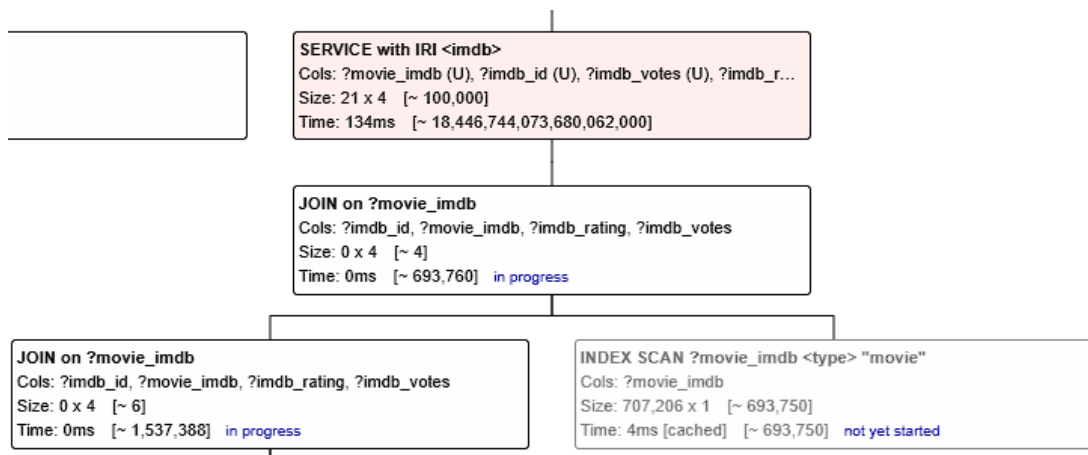 SERVICE with IRI <imdb>
Cols: ?movie_imdb (U), ?imdb_id (U), ?imdb_votes (U), ?imdb_r...
Size: 21 x 4 [~ 100,000]
Time: 134ms [~ 18,446,744,073,680,062,000]
JOIN on ?movie_imdb
Cols: ?imdb_id, ?movie_imdb, ?imdb_rating, ?imdb_votes
Size: 0 x 4 [~ 4]
Time: 0ms [~ 693,760] in progress
JOIN on ?movie_imdb
Cols: ?imdb_id, ?movie_imdb, ?imdb_rating, ?imdb_votes
Size: 0 x 4 [~ 6]
Time: 0ms [~ 1,537,388] in progress
INDEX SCAN ?movie_imdb <type> "movie"
Cols: ?movie_imdb
Size: 707,206 x 1 [~ 693,750]
Time: 4ms [cached] [~ 693,750] not yet started